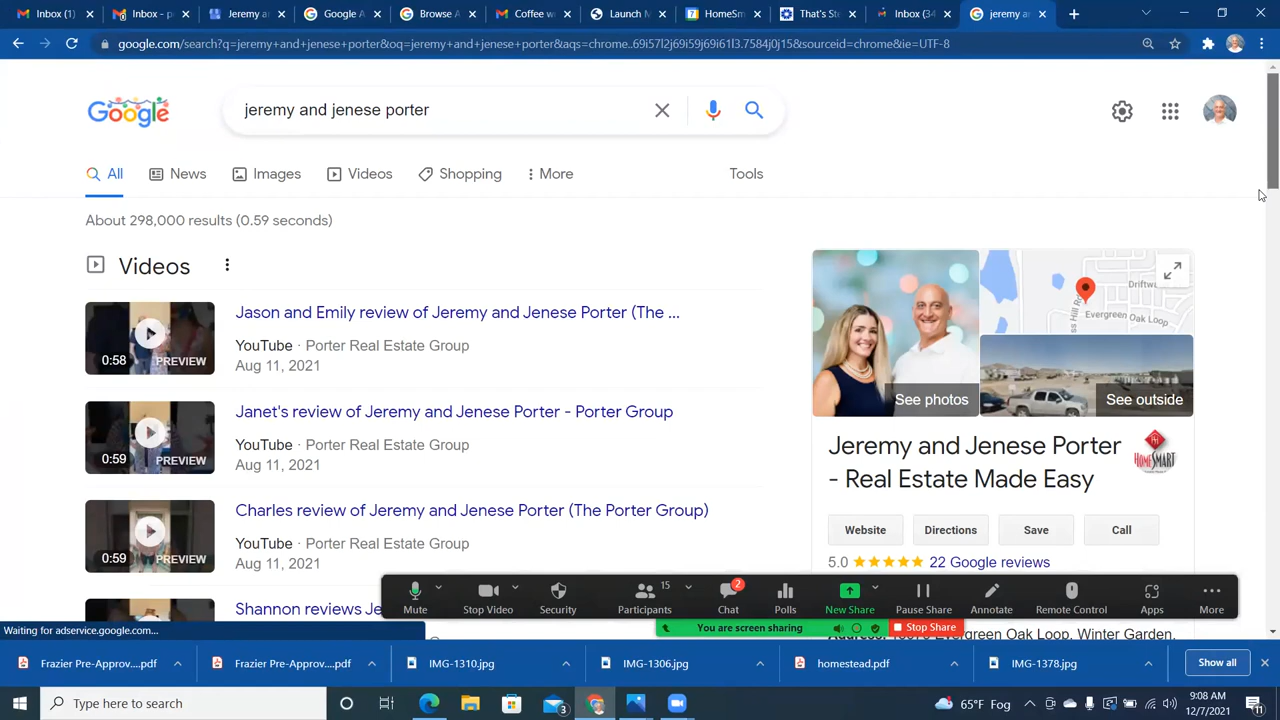 Inbox (1)
Inbox - p
Jeremy ar
Google A
Browse A
Coffee w
Launch M
HomeSm
That's Ste
Inbox (34
jeremy an
google.com/search?q=jeremy+and+jenese+porter&oq=jeremy+and+jenese+porter&aqs=chrome..69i57l2j69i59j69i61l3.7584j0j15&sourceid=chrome&ie=UTF-8
Google
jeremy and jenese porter
All
News
Images
Videos
Shopping
More
Tools
About 298,000 results (0.59 seconds)
Videos
Jason and Emily review of Jeremy and Jenese Porter (The ...
YouTube · Porter Real Estate Group
Aug 11, 2021
0:58
PREVIEW
Janet's review of Jeremy and Jenese Porter - Porter Group
YouTube · Porter Real Estate Group
Aug 11, 2021
0:59
PREVIEW
Charles review of Jeremy and Jenese Porter (The Porter Group)
YouTube · Porter Real Estate Group
Aug 11, 2021
0:59
PREVIEW
Shannon reviews Je
Driftw
ss Hill Ro
Evergreen Oak Loop
See photos
See outside
Jeremy and Jenese Porter
- Real Estate Made Easy
HOMESMART
Website
Directions
Save
Call
5.0
22 Google reviews
Evergreen Oak Loop, Winter Garden,
Mute
Stop Video
Security
15
Participants
2
Chat
Polls
New Share
Pause Share
Annotate
Remote Control
Apps
More
You are screen sharing
Stop Share
Waiting for adservice.google.com...
Frazier Pre-Approv....pdf
Frazier Pre-Approv....pdf
IMG-1310.jpg
IMG-1306.jpg
homestead.pdf
IMG-1378.jpg
Show all
Type here to search
3
65°F Fog
9:08 AM
12/7/2021
11